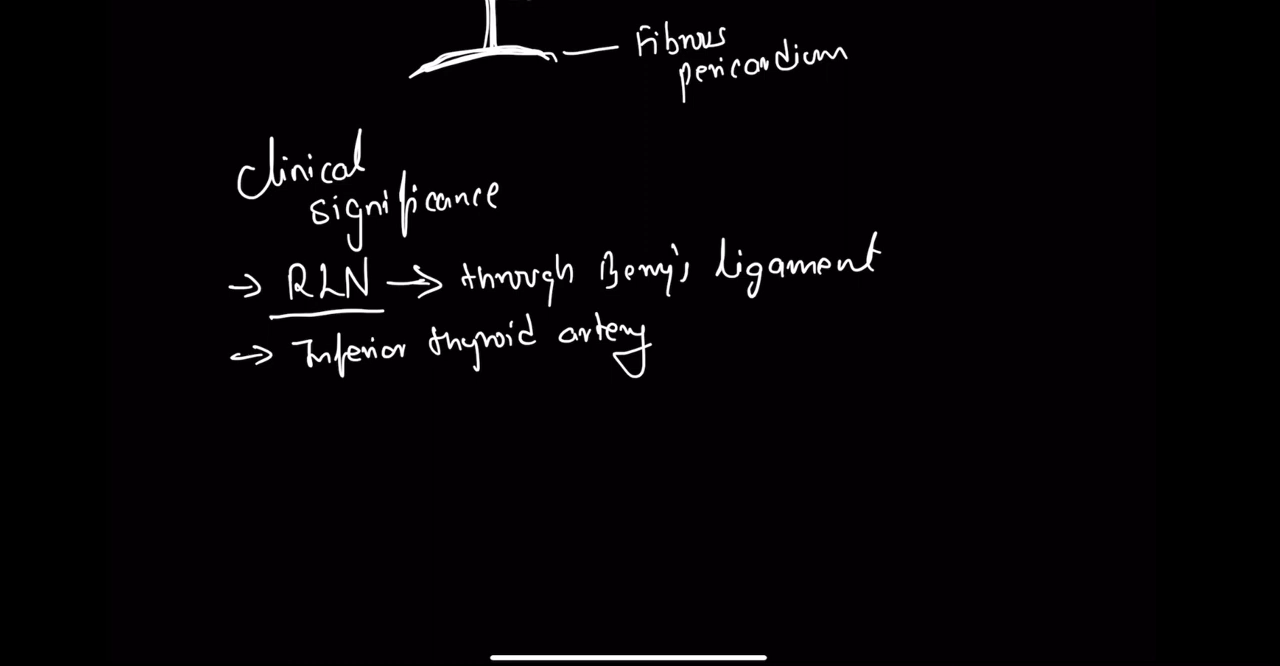 Fibrous
pericardium
Clinical
significance
→ RLN → through Berry's ligament
→ Inferior thyroid artery